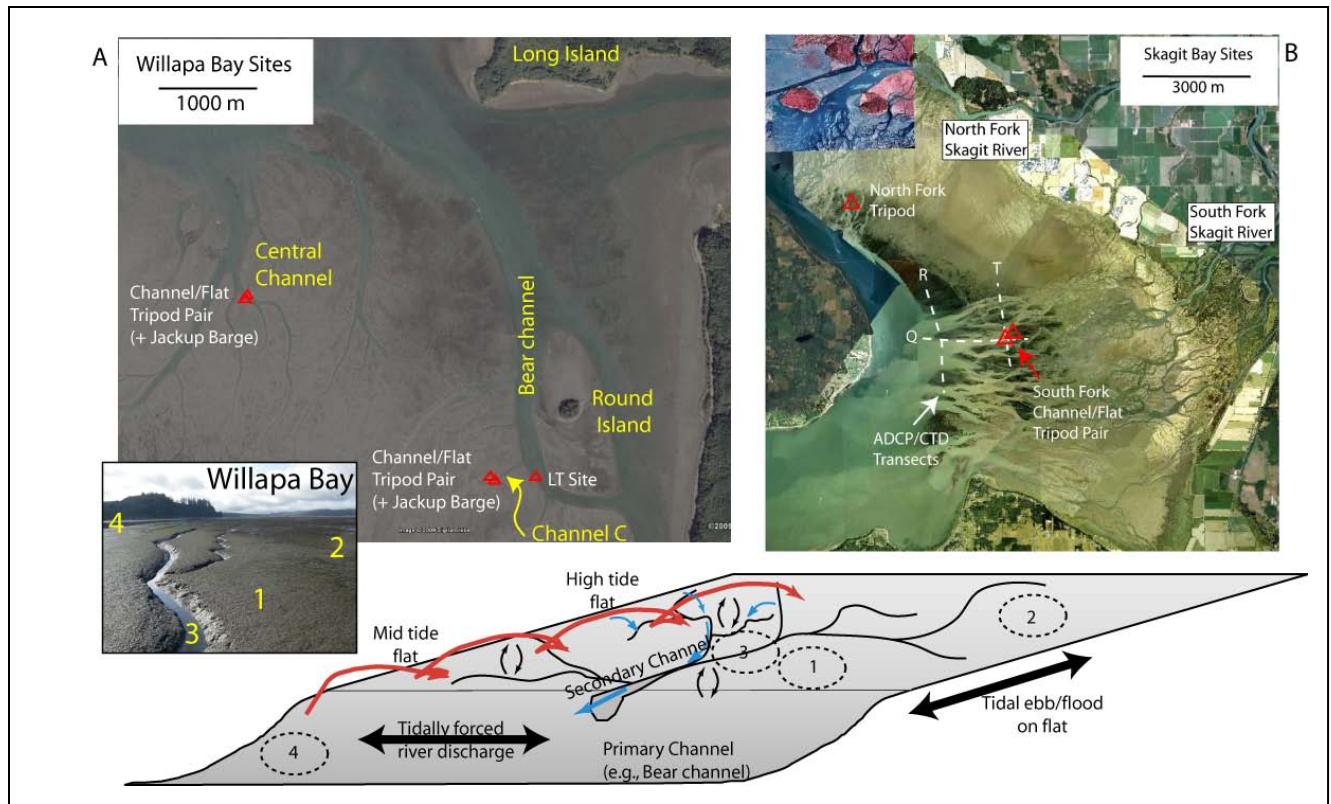 A
Willapa Bay Sites
1000 m
Long Island
Central
Channel
Channel/Flat
Tripod Pair
(+ Jackup Barge)
Bear channel
Round
Island
Channel/Flat
Tripod Pair
(+ Jackup Barge)
LT Site
Channel C
©2009
B
Skagit Bay Sites
3000 m
North Fork
Skagit River
North Fork
Tripod
South Fork
Skagit River
R
T
Q
South Fork
Channel/Flat
Tripod Pair
ADCP/CTD
Transects
Willapa Bay
4
2
1
3
High tide
flat
Mid tide
flat
2
3
1
Secondary Channel
Tidal ebb/flood
on flat
Tidally forced
river discharge
4
Primary Channel
(e.g., Bear channel)